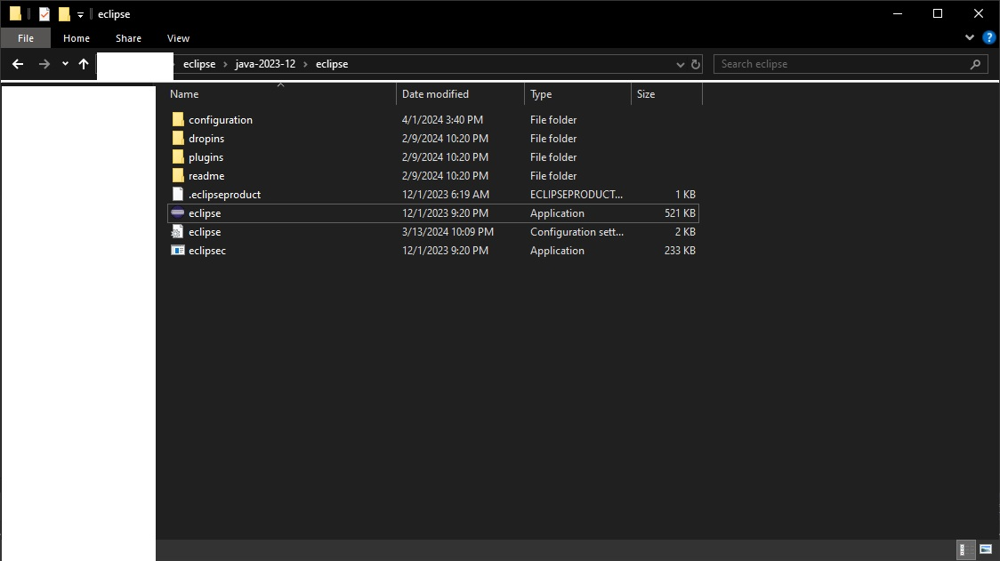 eclipse
File Home Share View
?
eclipse java-2023-12 eclipse
Search eclipse
Name Date modified Type Size
configuration 4/1/2024 3:40 PM File folder
dropins 2/9/2024 10:20 PM File folder
plugins 2/9/2024 10:20 PM File folder
readme 2/9/2024 10:20 PM File folder
.eclipseproduct 12/1/2023 6:19 AM ECLIPSEPRODUCT... 1 KB
eclipse 12/1/2023 9:20 PM Application 521 KB
eclipse 3/13/2024 10:09 PM Configuration sett... 2 KB
eclipsec 12/1/2023 9:20 PM Application 233 KB